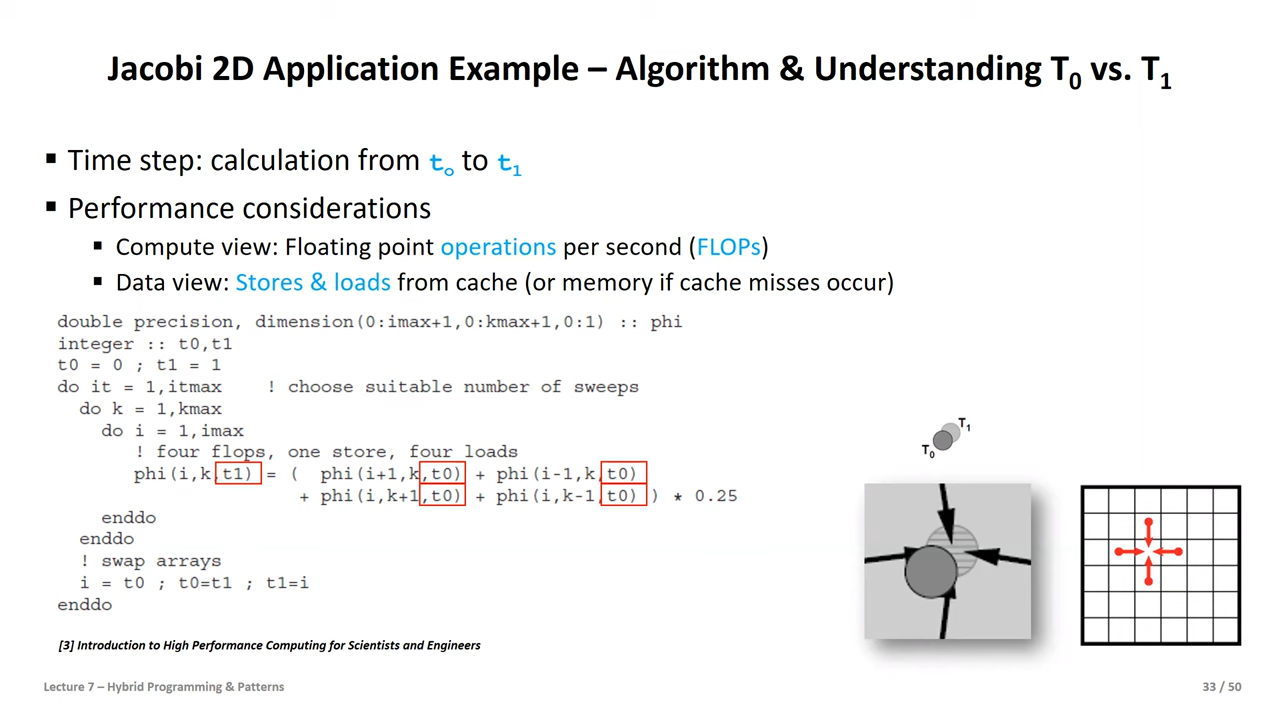 Jacobi 2D Application Example – Algorithm & Understanding T0 vs. T1
▪ Time step: calculation from to to t1
▪ Performance considerations
▪ Compute view: Floating point operations per second (FLOPs)
▪ Data view: Stores & loads from cache (or memory if cache misses occur)
double precision, dimension(0:imax+1,0:kmax+1,0:1) :: phi
integer :: t0,t1
t0 = 0 ; t1 = 1
do it = 1,itmax    ! choose suitable number of sweeps
  do k = 1,kmax
    do i = 1,imax
       ! four flops, one store, four loads
       phi(i,k,t1) = (  phi(i+1,k,t0) + phi(i-1,k,t0)
                      + phi(i,k+1,t0) + phi(i,k-1,t0) ) * 0.25
    enddo
  enddo
  ! swap arrays
  i = t0 ; t0=t1 ; t1=i
enddo
T1
T0
[3] Introduction to High Performance Computing for Scientists and Engineers
Lecture 7 – Hybrid Programming & Patterns
33 / 50